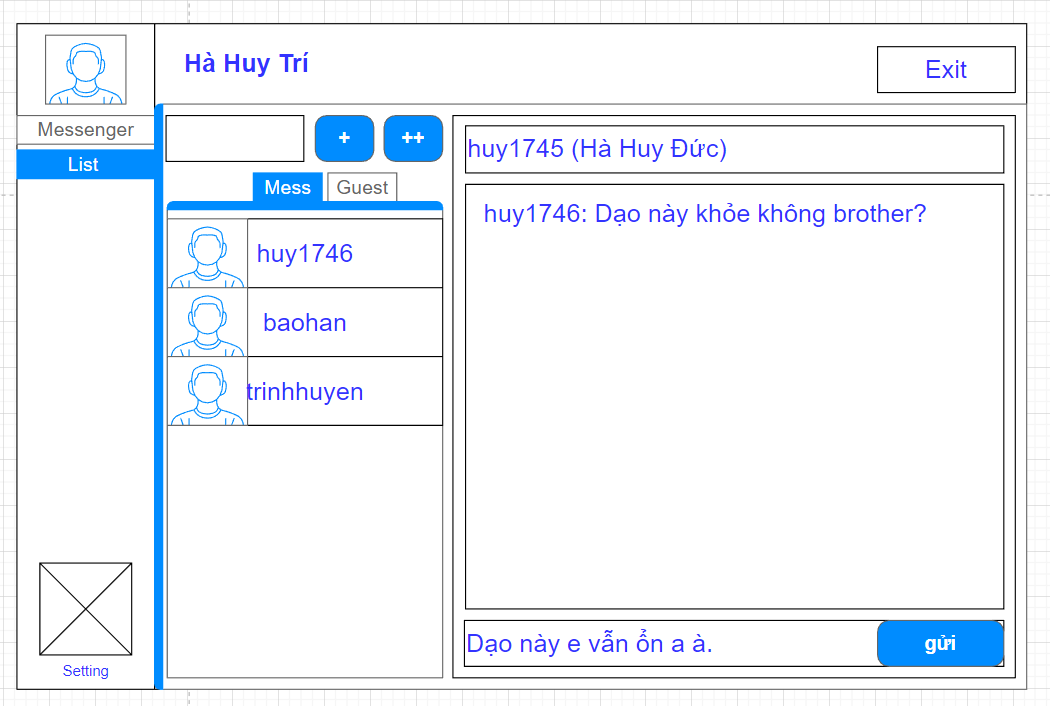 Hà Huy Trí
Exit
Messenger
List
+
++
Mess
Guest
huy1746
baohan
trinhhuyen
huy1745 (Hà Huy Đức)
huy1746: Dạo này khỏe không brother?
Dạo này e vẫn ổn a à.
gửi
Setting